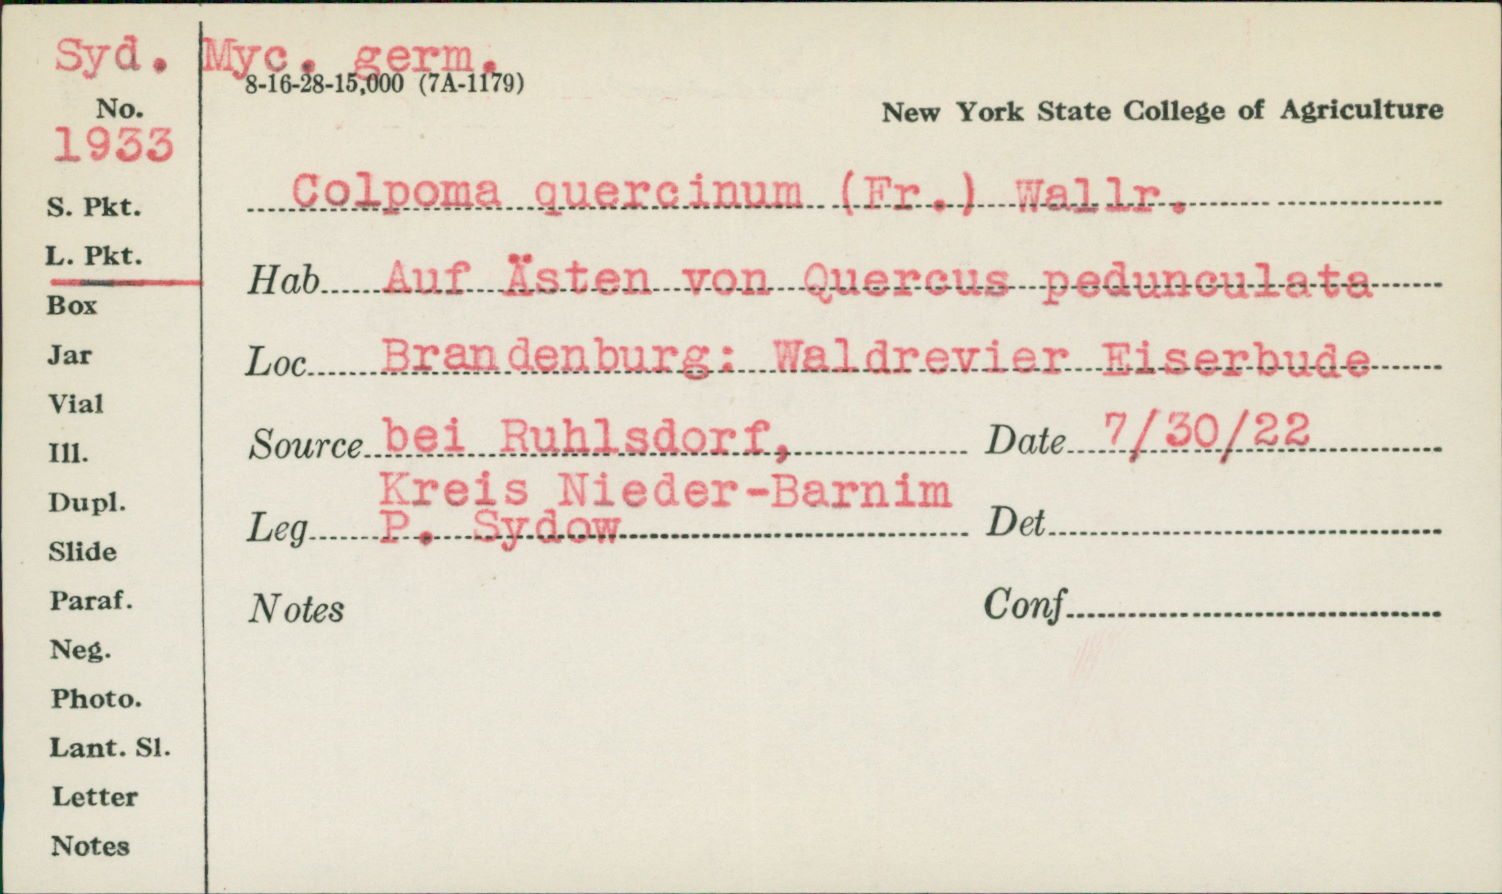 Syd. Myc. germ.
8-16-28-15,000 (7A-1179)
No.
1933
New York State College of Agriculture
S. Pkt.
Colpoma quercinum (Fr.) Wallr.
L. Pkt.
Hab. Auf Ästen von Quercus pedunculata
Box
Jar
Loc. Brandenburg: Waldrevier Eiserbude
Vial
Ill.
Source bei Ruhlsdorf, Date 7/30/22
Kreis Nieder-Barnim
Dupl.
Leg. P. Sydow Det.
Slide
Paraf.
Notes Conf.
Neg.
Photo.
Lant. Sl.
Letter
Notes